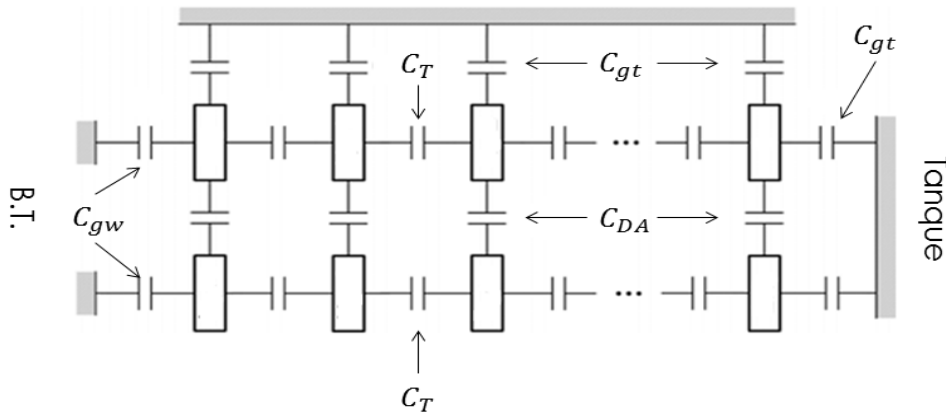 C_T
C_gt
C_gt
B.T.
C_gw
...
C_DA
Tanque
...
C_T